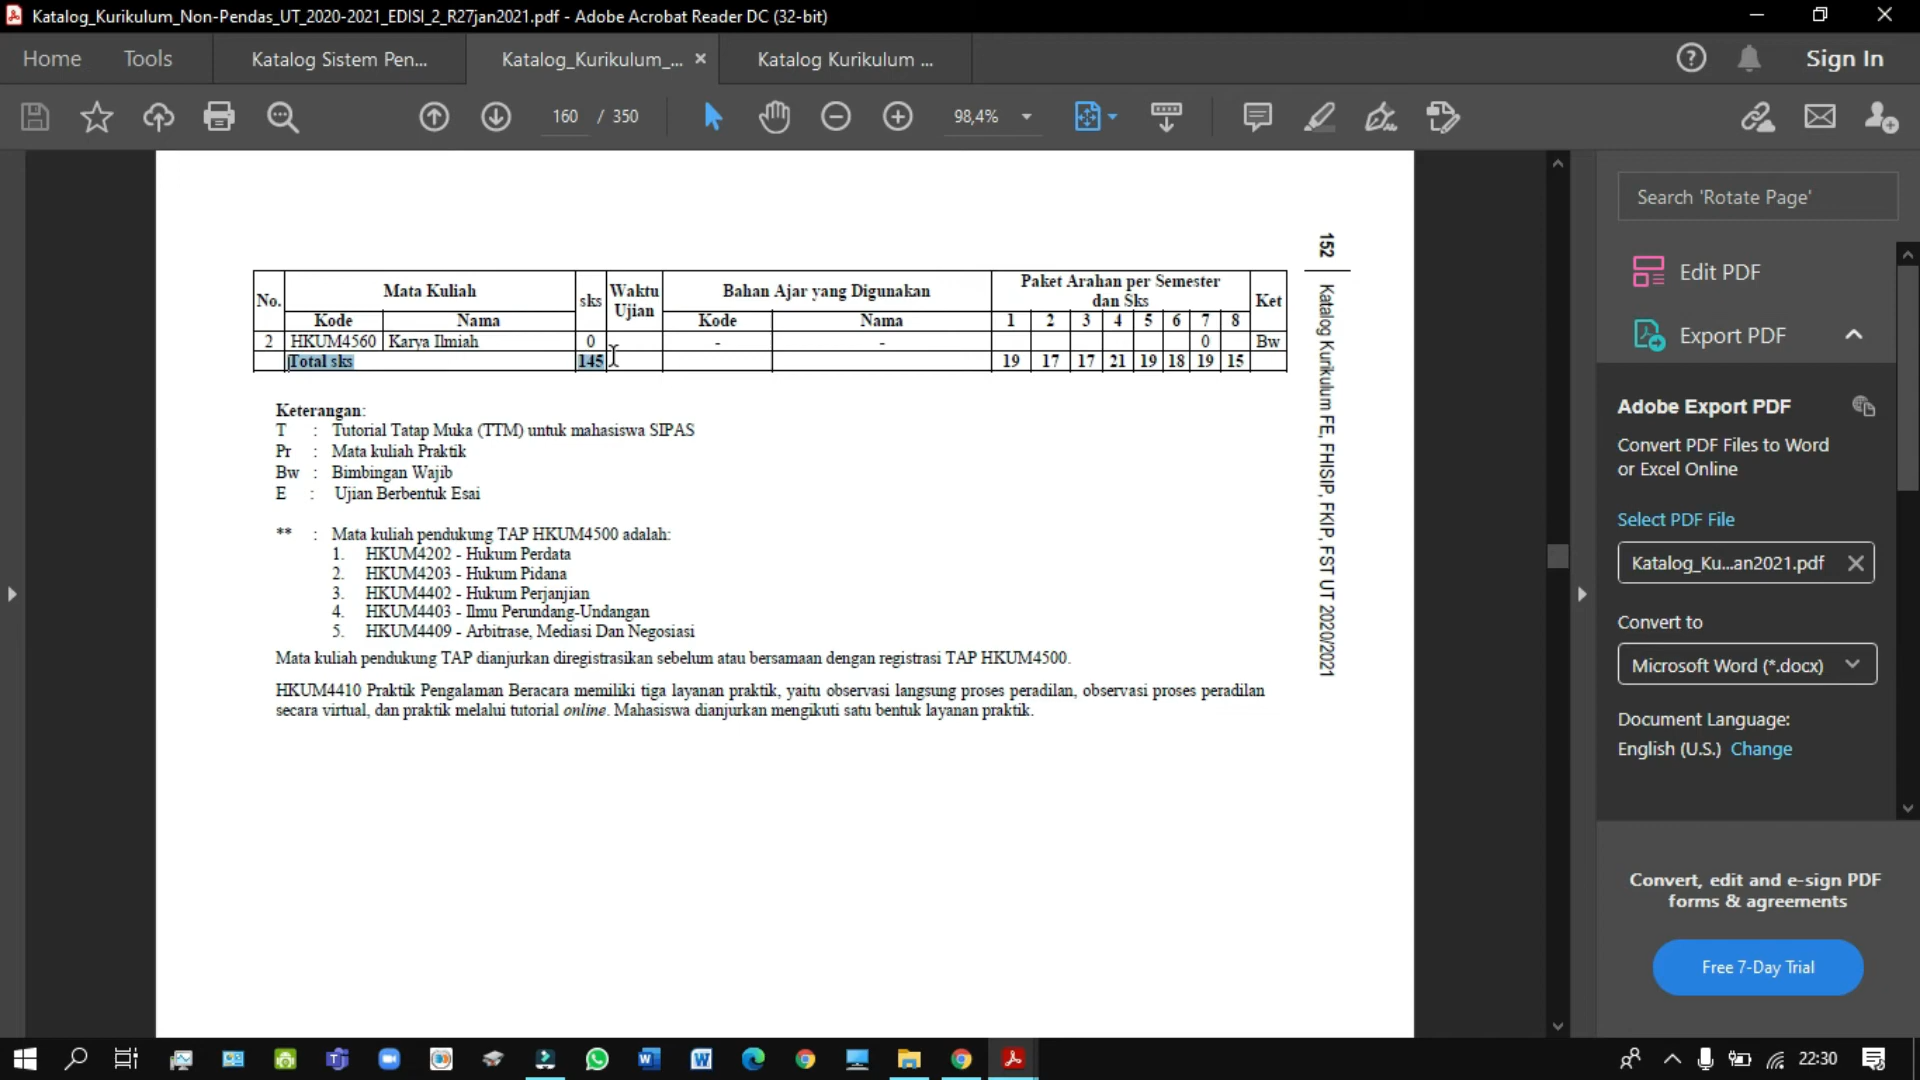 Katalog_Kurikulum_Non-Pendas_UT_2020-2021_EDISI_2_R27jan2021.pdf - Adobe Acrobat Reader DC (32-bit)
Home Tools Katalog Sistem Pen... Katalog_Kurikulum_... × Katalog Kurikulum ... Sign In
160 / 350 98,4%
152
Katalog Kurikulum FE, FHISIP, FKIP, FST UT 2020/2021
No. Mata Kuliah sks Waktu Ujian Bahan Ajar yang Digunakan Paket Arahan per Semester dan Sks Ket
Kode Nama Kode Nama 1 2 3 4 5 6 7 8
2 HKUM4560 Karya Ilmiah 0 - - 0 Bw
Total sks 145 19 17 17 21 19 18 19 15
Keterangan:
T : Tutorial Tatap Muka (TTM) untuk mahasiswa SIPAS
Pr : Mata kuliah Praktik
Bw : Bimbingan Wajib
E : Ujian Berbentuk Esai
** : Mata kuliah pendukung TAP HKUM4500 adalah:
1. HKUM4202 - Hukum Perdata
2. HKUM4203 - Hukum Pidana
3. HKUM4402 - Hukum Perjanjian
4. HKUM4403 - Ilmu Perundang-Undangan
5. HKUM4409 - Arbitrase, Mediasi Dan Negosiasi
Mata kuliah pendukung TAP dianjurkan diregistrasikan sebelum atau bersamaan dengan registrasi TAP HKUM4500.
HKUM4410 Praktik Pengalaman Beracara memiliki tiga layanan praktik, yaitu observasi langsung proses peradilan, observasi proses peradilan
secara virtual, dan praktik melalui tutorial online. Mahasiswa dianjurkan mengikuti satu bentuk layanan praktik.
Search 'Rotate Page'
Edit PDF
Export PDF
Adobe Export PDF
Convert PDF Files to Word
or Excel Online
Select PDF File
Katalog_Ku...an2021.pdf
Convert to
Microsoft Word (*.docx)
Document Language:
English (U.S.) Change
Convert, edit and e-sign PDF
forms & agreements
Free 7-Day Trial
22:30